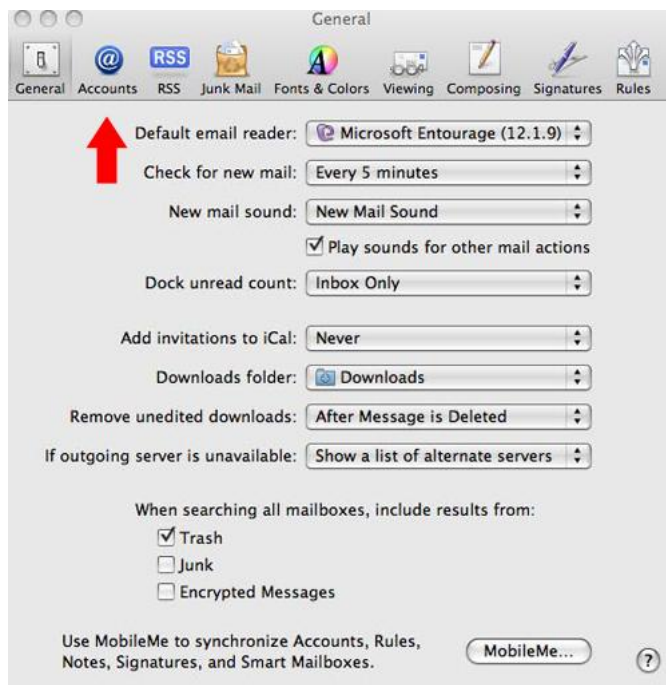 General
@
RSS
A
General Accounts RSS Junk Mail Fonts & Colors Viewing Composing Signatures Rules
Default email reader: Microsoft Entourage (12.1.9)
Check for new mail: Every 5 minutes
New mail sound: New Mail Sound
Play sounds for other mail actions
Dock unread count: Inbox Only
Add invitations to iCal: Never
Downloads folder: Downloads
Remove unedited downloads: After Message is Deleted
If outgoing server is unavailable: Show a list of alternate servers
When searching all mailboxes, include results from:
Trash
Junk
Encrypted Messages
Use MobileMe to synchronize Accounts, Rules,
Notes, Signatures, and Smart Mailboxes.
MobileMe...
?